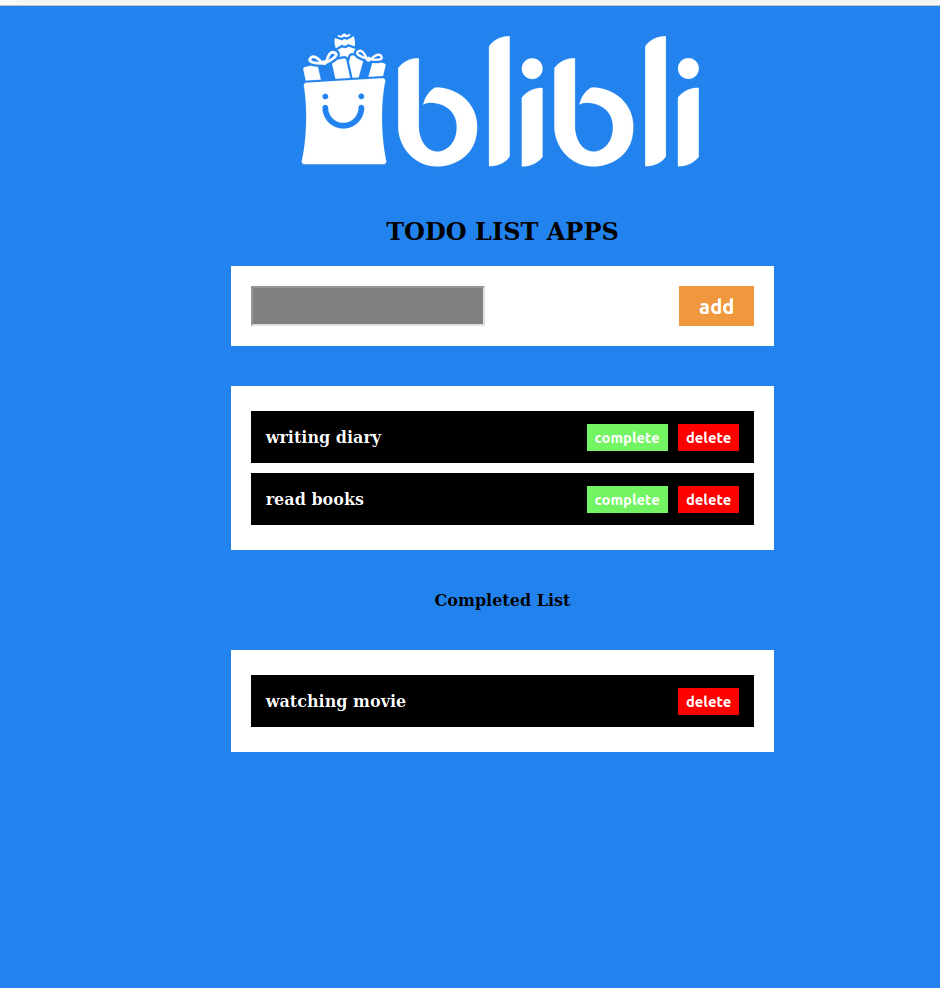 blibli
TODO LIST APPS
add
writing diary complete delete
read books complete delete
Completed List
watching movie delete